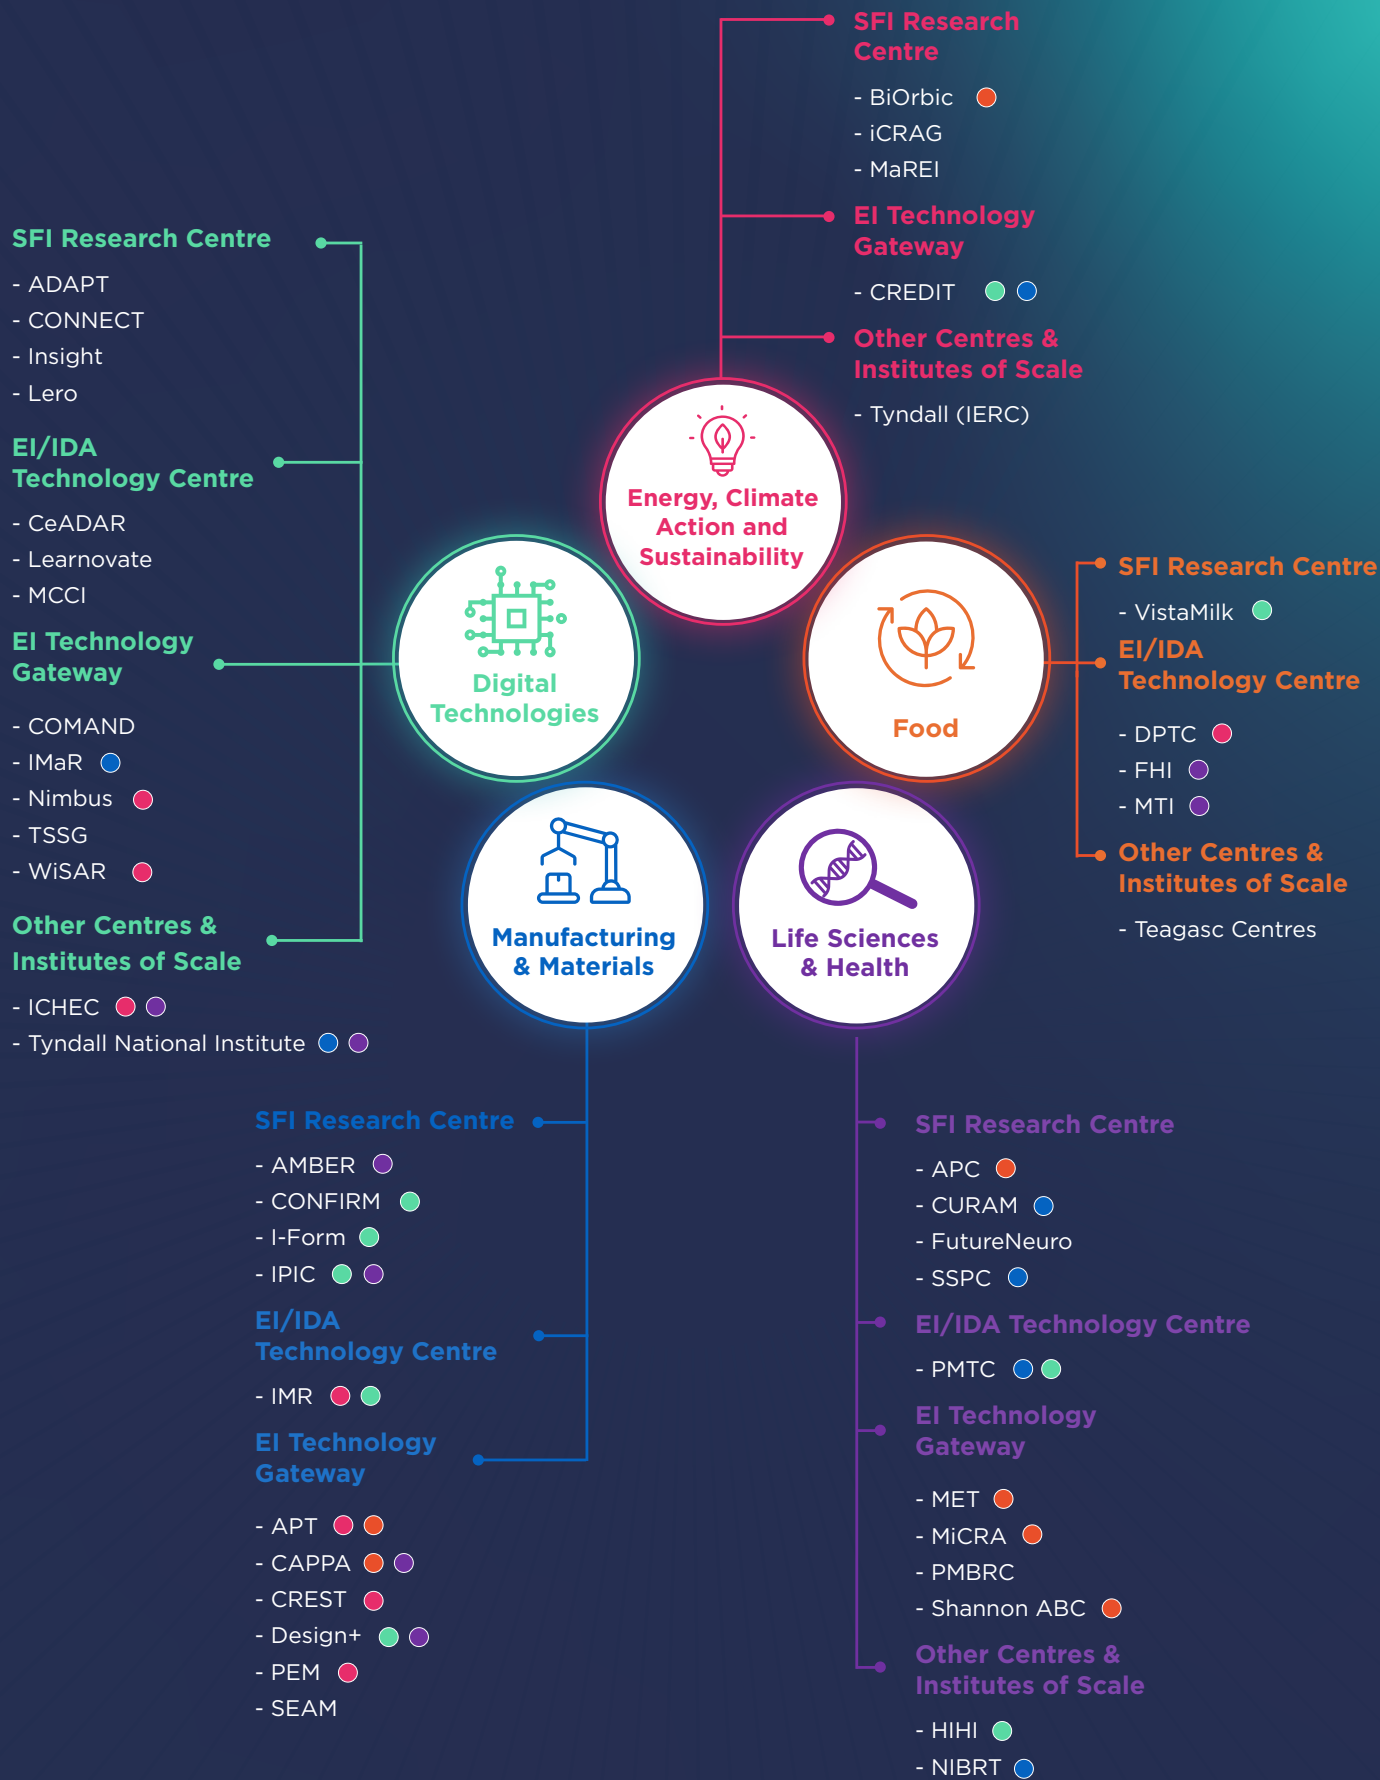 SFI Research
Centre
- BiOrbic
- iCRAG
- MaREI
EI Technology
Gateway
- CREDIT
Other Centres &
Institutes of Scale
- Tyndall (IERC)
Energy, Climate
Action and
Sustainability
SFI Research Centre
- ADAPT
- CONNECT
- Insight
- Lero
EI/IDA
Technology Centre
- CeADAR
- Learnovate
- MCCI
EI Technology
Gateway
- COMAND
- IMaR
- Nimbus
- TSSG
- WiSAR
Other Centres &
Institutes of Scale
- ICHEC
- Tyndall National Institute
Digital
Technologies
Food
SFI Research Centre
- VistaMilk
EI/IDA
Technology Centre
- DPTC
- FHI
- MTI
Other Centres &
Institutes of Scale
- Teagasc Centres
Manufacturing
& Materials
SFI Research Centre
- AMBER
- CONFIRM
- I-Form
- IPIC
EI/IDA
Technology Centre
- IMR
EI Technology
Gateway
- APT
- CAPPA
- CREST
- Design+
- PEM
- SEAM
Life Sciences
& Health
SFI Research Centre
- APC
- CURAM
- FutureNeuro
- SSPC
EI/IDA Technology Centre
- PMTC
EI Technology
Gateway
- MET
- MiCRA
- PMBRC
- Shannon ABC
Other Centres &
Institutes of Scale
- HIHI
- NIBRT